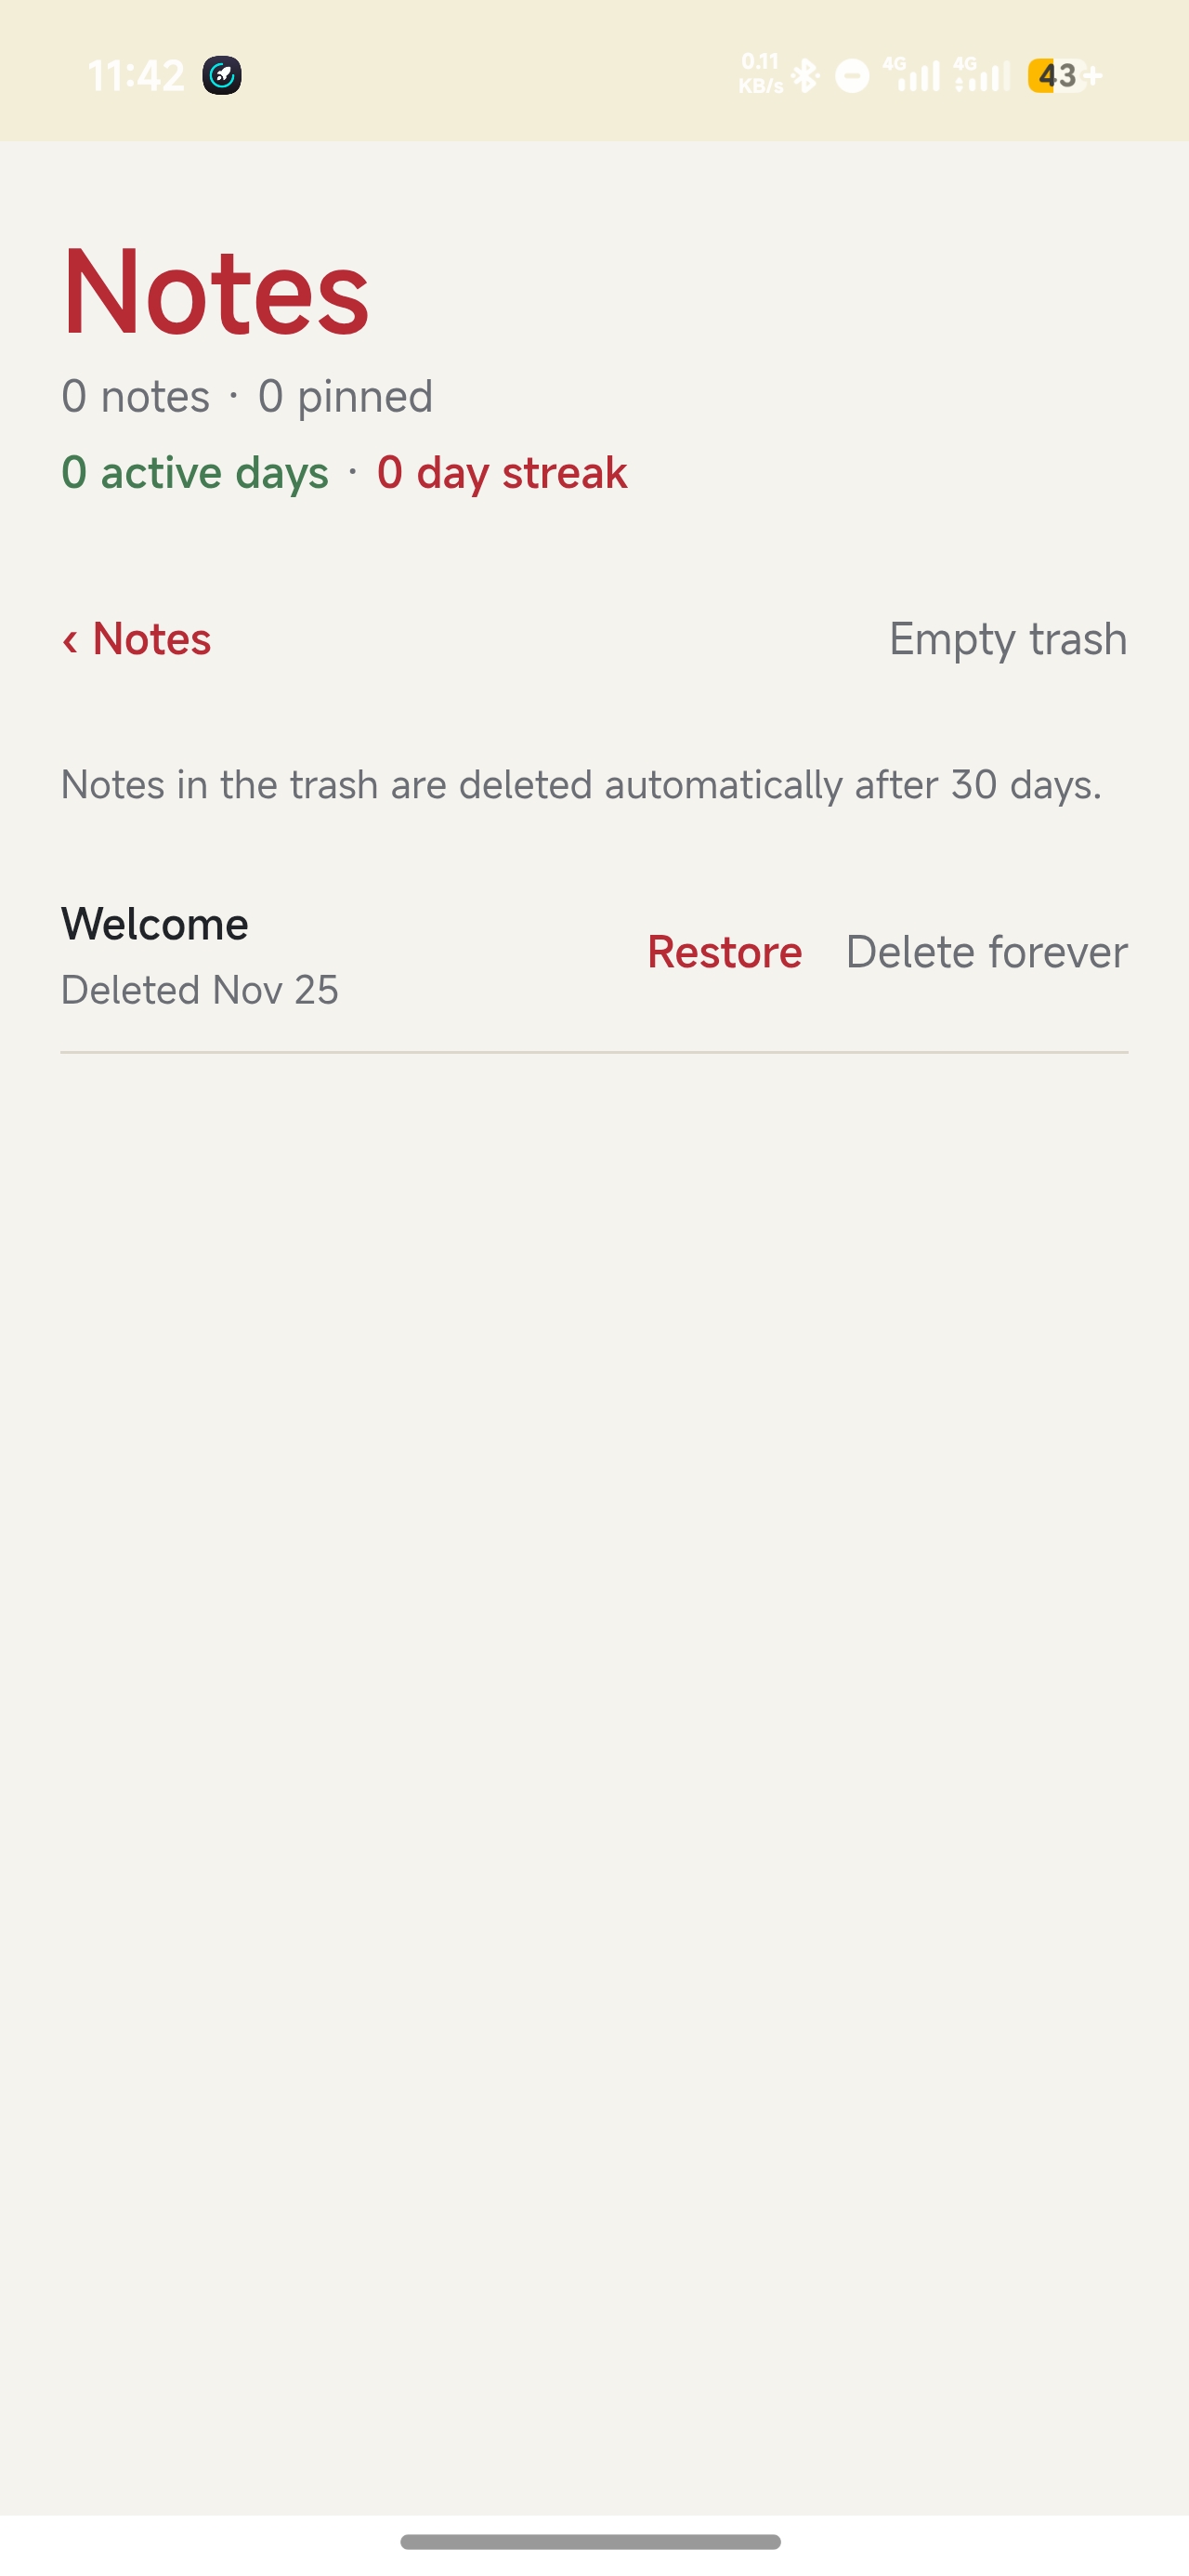 11:42
0.11
KB/s
4G
4G
43
Notes
0 notes · 0 pinned
0 active days · 0 day streak
‹ Notes
Empty trash
Notes in the trash are deleted automatically after 30 days.
Welcome
Deleted Nov 25
Restore
Delete forever